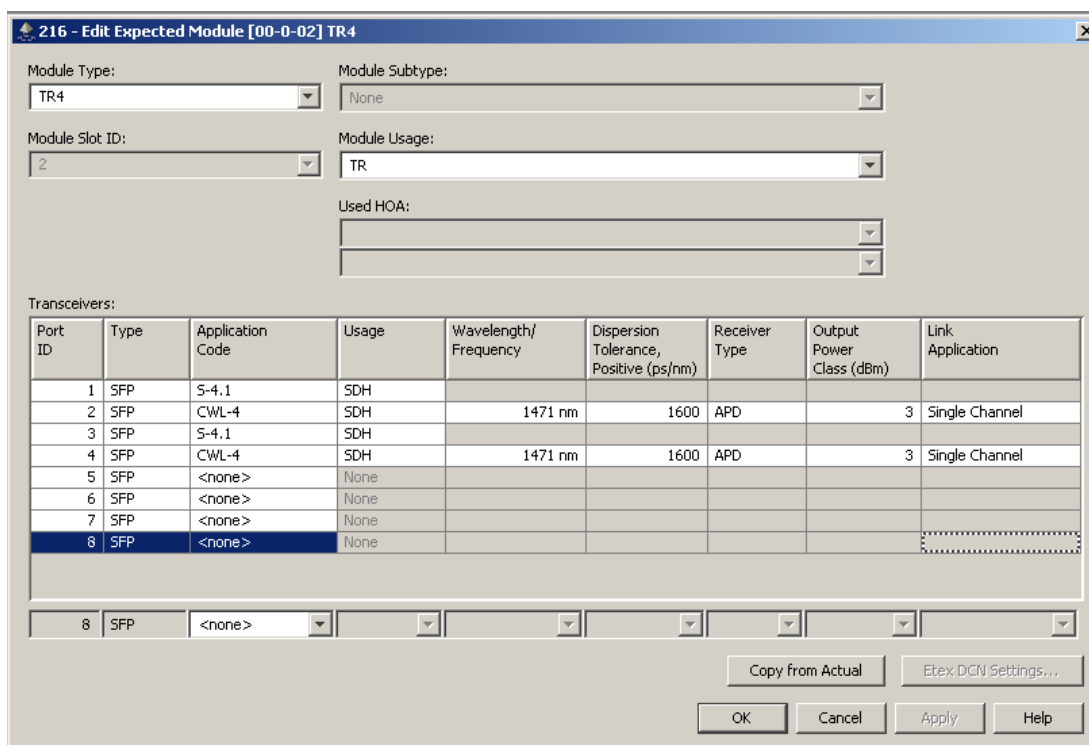 216 - Edit Expected Module [00-0-02] TR4
Module Type: Module Subtype:
TR4 None
Module Slot ID: Module Usage:
2 TR
Used HOA:
Transceivers:
Port ID Type Application Code Usage Wavelength/ Frequency Dispersion Tolerance, Positive (ps/nm) Receiver Type Output Power Class (dBm) Link Application
1 SFP S-4.1 SDH
2 SFP CWL-4 SDH 1471 nm 1600 APD 3 Single Channel
3 SFP S-4.1 SDH
4 SFP CWL-4 SDH 1471 nm 1600 APD 3 Single Channel
5 SFP <none> None
6 SFP <none> None
7 SFP <none> None
8 SFP <none> None
8 SFP <none>
Copy from Actual Etex DCN Settings...
OK Cancel Apply Help